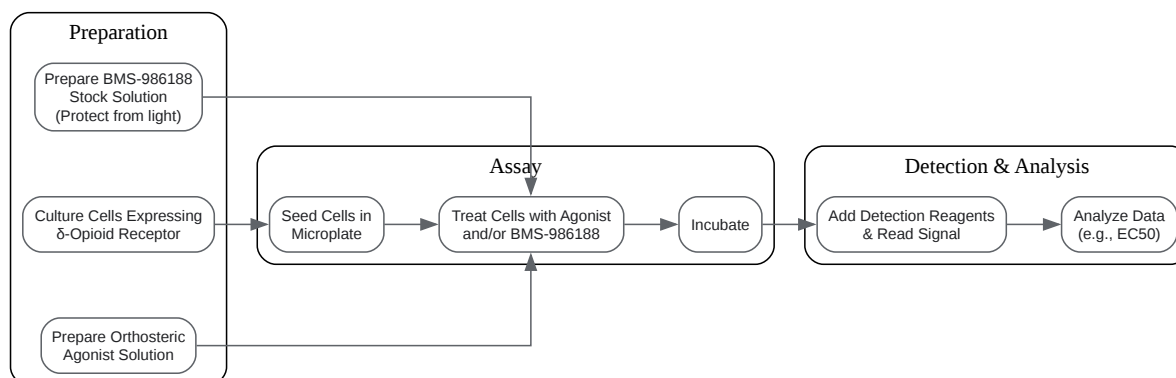 Preparation
Prepare BMS-986188
Stock Solution
(Protect from light)
Culture Cells Expressing
δ-Opioid Receptor
Prepare Orthosteric
Agonist Solution
Assay
Seed Cells in
Microplate
Treat Cells with Agonist
and/or BMS-986188
Incubate
Detection & Analysis
Add Detection Reagents
& Read Signal
Analyze Data
(e.g., EC50)